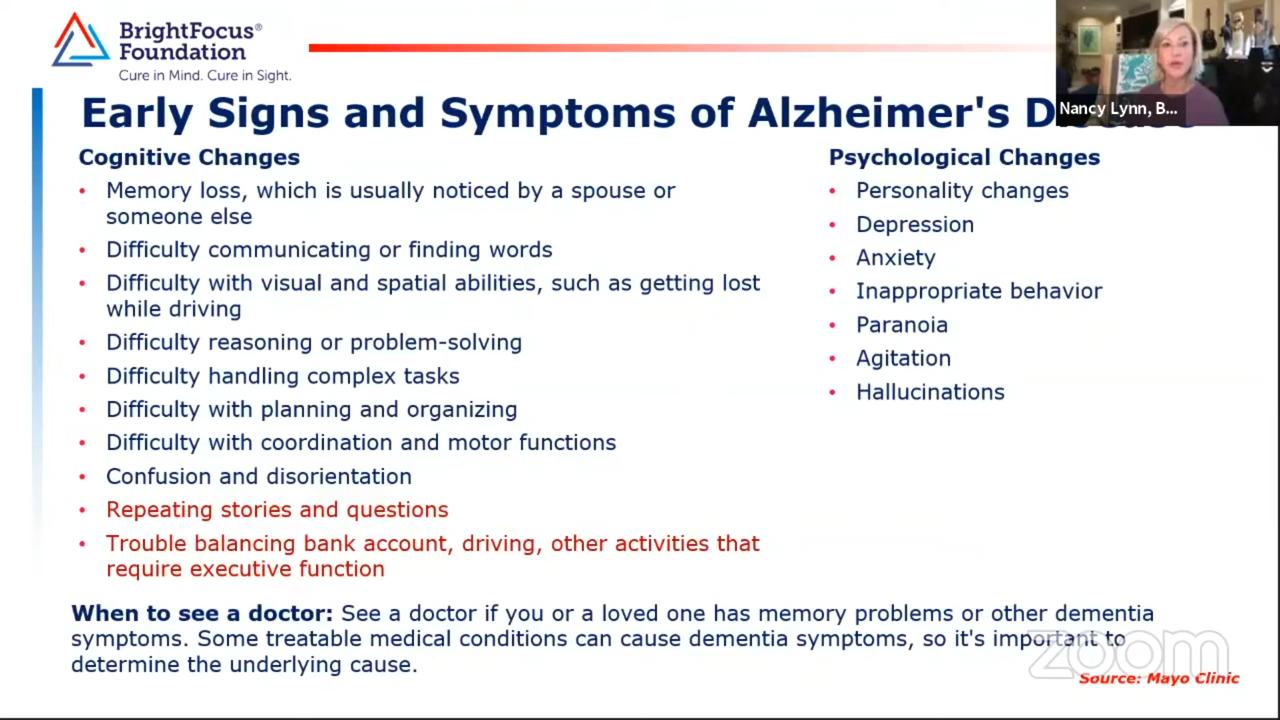 BrightFocus®
Foundation
Cure in Mind. Cure in Sight.
Nancy Lynn, B...
Early Signs and Symptoms of Alzheimer's
Cognitive Changes
• Memory loss, which is usually noticed by a spouse or
someone else
• Difficulty communicating or finding words
• Difficulty with visual and spatial abilities, such as getting lost
while driving
• Difficulty reasoning or problem-solving
• Difficulty handling complex tasks
• Difficulty with planning and organizing
• Difficulty with coordination and motor functions
• Confusion and disorientation
• Repeating stories and questions
• Trouble balancing bank account, driving, other activities that
require executive function
Psychological Changes
• Personality changes
• Depression
• Anxiety
• Inappropriate behavior
• Paranoia
• Agitation
• Hallucinations
When to see a doctor: See a doctor if you or a loved one has memory problems or other dementia
symptoms. Some treatable medical conditions can cause dementia symptoms, so it's important to
determine the underlying cause.
zoom
Source: Mayo Clinic